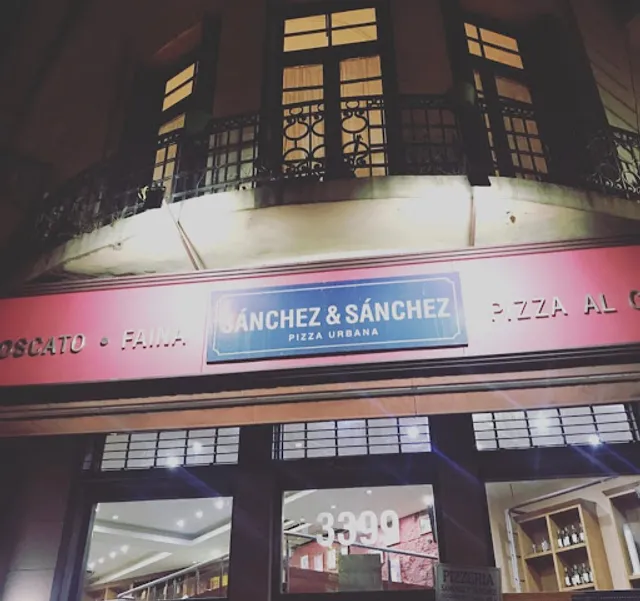 OSCATO • FAINA
SÁNCHEZ & SÁNCHEZ
PIZZA URBANA
PIZZA AL
3399
PIZZERIA